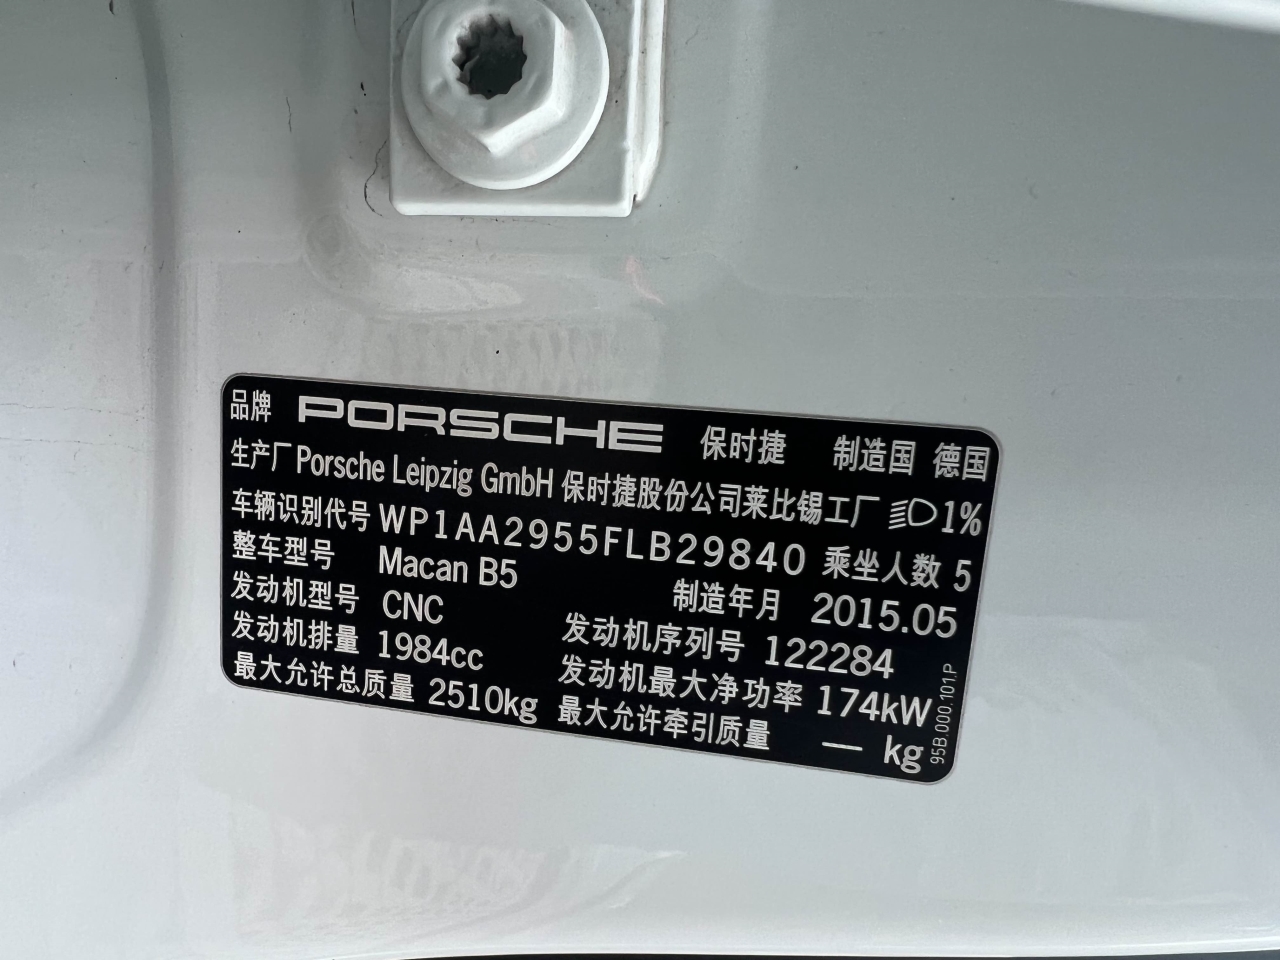 品牌 PORSCHE 保时捷 制造国 德国
生产厂 Porsche Leipzig GmbH 保时捷股份公司莱比锡工厂 1%
车辆识别代号 WP1AA2955FLB29840 乘坐人数 5
整车型号 Macan B5 制造年月 2015.05
发动机型号 CNC 发动机序列号 122284
发动机排量 1984cc 发动机最大净功率 174kW
最大允许总质量 2510kg 最大允许牵引质量 — kg
95B.000.101.P